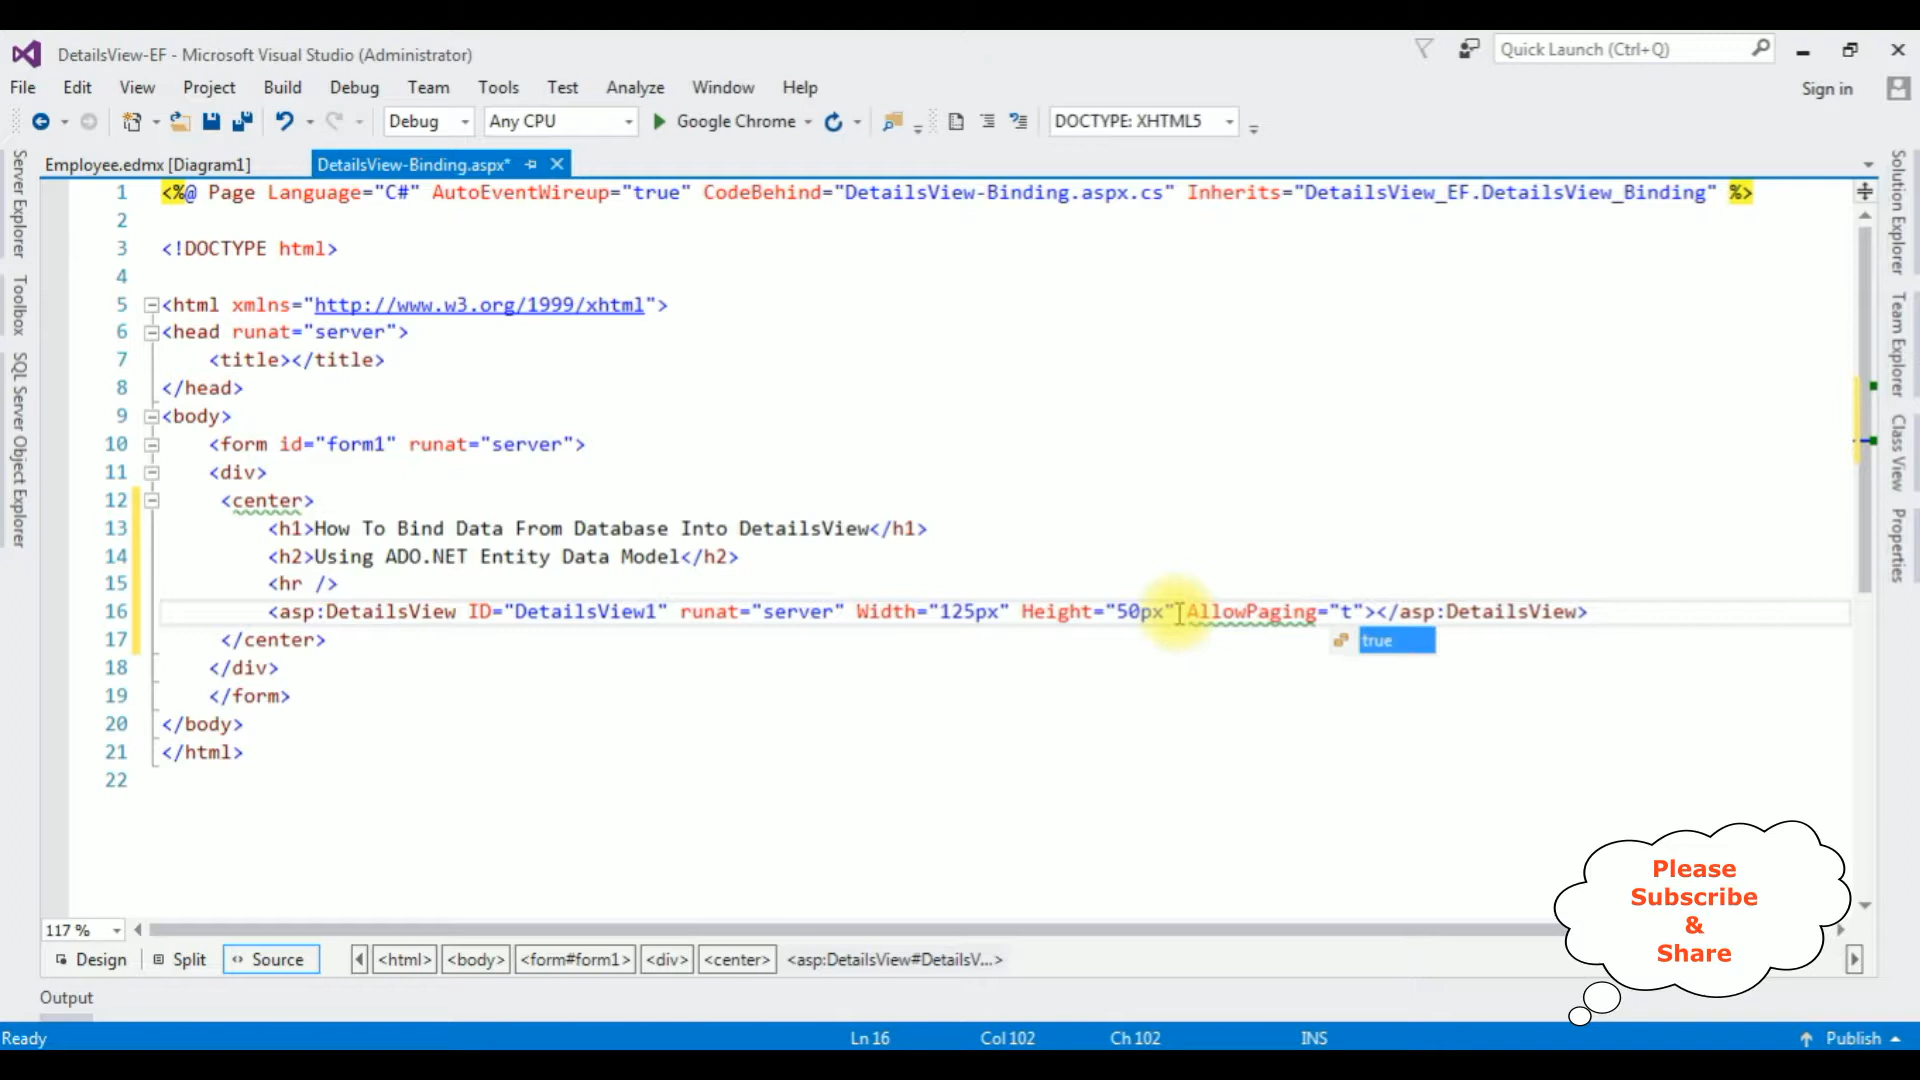 DetailsView-EF - Microsoft Visual Studio (Administrator)
Quick Launch (Ctrl+Q)
File Edit View Project Build Debug Team Tools Test Analyze Window Help
Sign in
Debug Any CPU Google Chrome DOCTYPE: XHTML5
Employee.edmx [Diagram1] DetailsView-Binding.aspx*
Server Explorer
Toolbox
SQL Server Object Explorer
Solution Explorer
Team Explorer
Class View
Properties
1 <%@ Page Language="C#" AutoEventWireup="true" CodeBehind="DetailsView-Binding.aspx.cs" Inherits="DetailsView_EF.DetailsView_Binding" %>
2
3 <!DOCTYPE html>
4
5 <html xmlns="http://www.w3.org/1999/xhtml">
6 <head runat="server">
7 <title></title>
8 </head>
9 <body>
10 <form id="form1" runat="server">
11 <div>
12 <center>
13 <h1>How To Bind Data From Database Into DetailsView</h1>
14 <h2>Using ADO.NET Entity Data Model</h2>
15 <hr />
16 <asp:DetailsView ID="DetailsView1" runat="server" Width="125px" Height="50px" AllowPaging="t"></asp:DetailsView>
true
17 </center>
18 </div>
19 </form>
20 </body>
21 </html>
22
Please
Subscribe
&
Share
117 %
Design Split Source <html> <body> <form#form1> <div> <center> <asp:DetailsView#DetailsV...>
Output
Ready Ln 16 Col 102 Ch 102 INS Publish